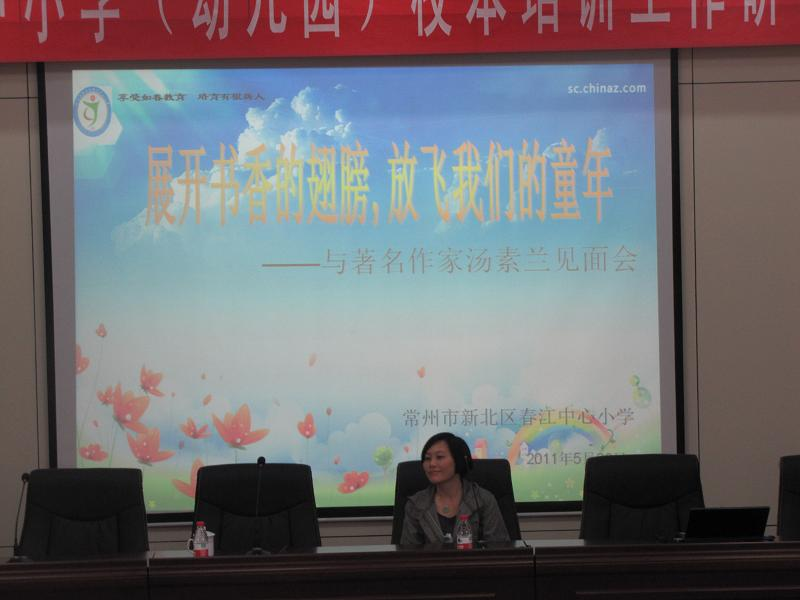 小学（幼儿园）校本培训工作研
享受如春教育 培育有根新人
sc.chinaz.com
展开书香的翅膀,放飞我们的童年
——与著名作家汤素兰见面会
常州市新北区春江中心小学
2011年5月